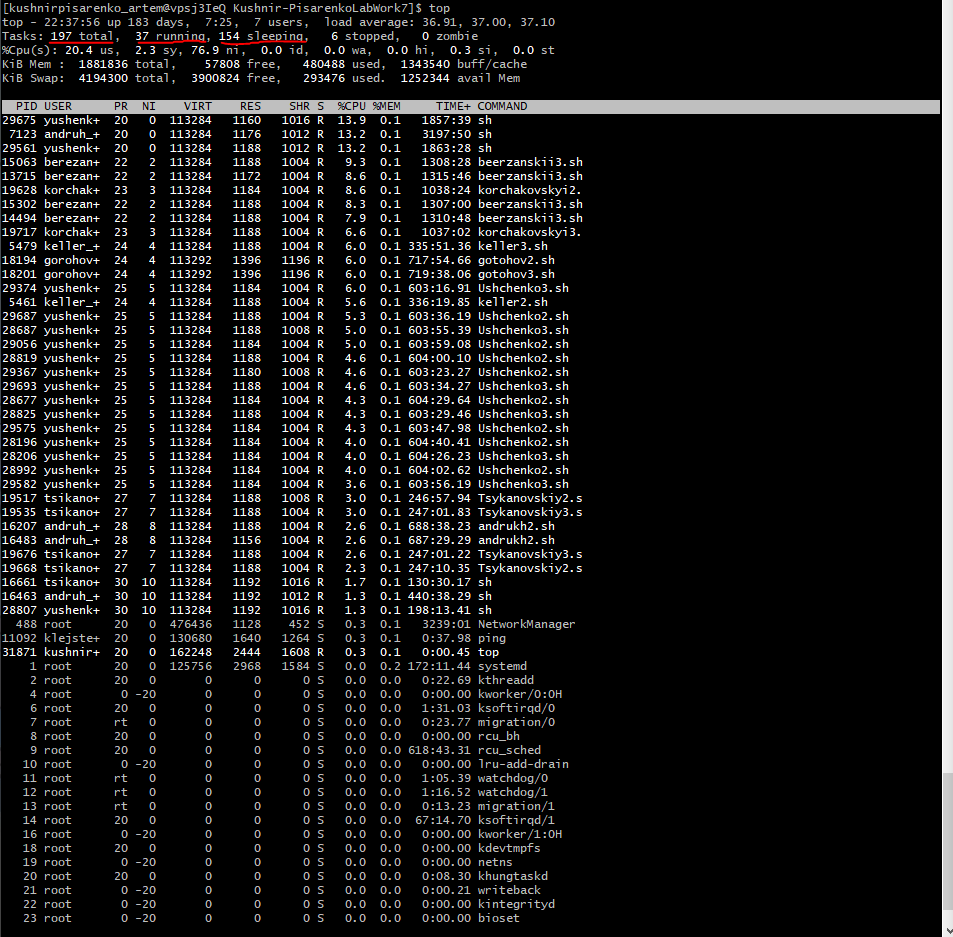 [kushnirpisarenko_artem@vpsj3IeQ Kushnir-PisarenkoLabWork7]$ top
top - 22:37:56 up 183 days,  7:25,  7 users,  load average: 36.91, 37.00, 37.10
Tasks: 197 total,  37 running, 154 sleeping,   6 stopped,   0 zombie
%Cpu(s): 20.4 us,  2.3 sy, 76.9 ni,  0.0 id,  0.0 wa,  0.0 hi,  0.3 si,  0.0 st
KiB Mem :  1881836 total,    57808 free,   480488 used,  1343540 buff/cache
KiB Swap:  4194300 total,  3900824 free,   293476 used.  1252344 avail Mem
PID USER      PR  NI    VIRT    RES    SHR S  %CPU %MEM     TIME+ COMMAND
29675 yushenk+  20   0  113284   1160   1016 R  13.9  0.1   1857:39 sh
7123 andruh_+  20   0  113284   1176   1012 R  13.2  0.1   3197:50 sh
29561 yushenk+  20   0  113284   1188   1012 R  13.2  0.1   1863:28 sh
15063 berezan+  22   2  113284   1188   1004 R   9.3  0.1   1308:28 beerzanskii3.sh
13715 berezan+  22   2  113284   1172   1004 R   8.6  0.1   1315:46 beerzanskii3.sh
19628 korchak+  23   3  113284   1184   1004 R   8.6  0.1   1038:24 korchakovskyi2.
15302 berezan+  22   2  113284   1188   1004 R   8.3  0.1   1307:00 beerzanskii3.sh
14494 berezan+  22   2  113284   1188   1004 R   7.9  0.1   1310:48 beerzanskii3.sh
19717 korchak+  23   3  113284   1188   1004 R   6.6  0.1   1037:02 korchakovskyi3.
5479 keller_+  24   4  113284   1188   1004 R   6.0  0.1 335:51.36 keller3.sh
18194 gorohov+  24   4  113292   1396   1196 R   6.0  0.1 717:54.66 gotohov2.sh
18201 gorohov+  24   4  113292   1396   1196 R   6.0  0.1 719:38.06 gotohov3.sh
29374 yushenk+  25   5  113284   1184   1004 R   6.0  0.1 603:16.91 Ushchenko3.sh
5461 keller_+  24   4  113284   1188   1004 R   5.6  0.1 336:19.85 keller2.sh
29687 yushenk+  25   5  113284   1188   1004 R   5.3  0.1 603:36.19 Ushchenko2.sh
28687 yushenk+  25   5  113284   1188   1008 R   5.0  0.1 603:55.39 Ushchenko3.sh
29056 yushenk+  25   5  113284   1184   1004 R   5.0  0.1 603:59.08 Ushchenko2.sh
28819 yushenk+  25   5  113284   1188   1004 R   4.6  0.1 604:00.10 Ushchenko2.sh
29367 yushenk+  25   5  113284   1180   1008 R   4.6  0.1 603:23.27 Ushchenko2.sh
29693 yushenk+  25   5  113284   1188   1004 R   4.6  0.1 603:34.27 Ushchenko3.sh
28677 yushenk+  25   5  113284   1184   1004 R   4.3  0.1 604:29.64 Ushchenko2.sh
28825 yushenk+  25   5  113284   1188   1004 R   4.3  0.1 603:29.46 Ushchenko3.sh
29575 yushenk+  25   5  113284   1184   1004 R   4.3  0.1 603:47.98 Ushchenko2.sh
28196 yushenk+  25   5  113284   1184   1004 R   4.0  0.1 604:40.41 Ushchenko2.sh
28206 yushenk+  25   5  113284   1188   1004 R   4.0  0.1 604:26.23 Ushchenko3.sh
28992 yushenk+  25   5  113284   1188   1004 R   4.0  0.1 604:02.62 Ushchenko2.sh
29582 yushenk+  25   5  113284   1184   1004 R   3.6  0.1 603:56.19 Ushchenko3.sh
19517 tsikano+  27   7  113284   1188   1008 R   3.0  0.1 246:57.94 Tsykanovskiy2.s
19535 tsikano+  27   7  113284   1188   1004 R   3.0  0.1 247:01.83 Tsykanovskiy3.s
16207 andruh_+  28   8  113284   1188   1004 R   2.6  0.1 688:38.23 andrukh2.sh
16483 andruh_+  28   8  113284   1156   1004 R   2.6  0.1 687:29.29 andrukh2.sh
19676 tsikano+  27   7  113284   1188   1004 R   2.6  0.1 247:01.22 Tsykanovskiy3.s
19668 tsikano+  27   7  113284   1188   1004 R   2.3  0.1 247:10.35 Tsykanovskiy2.s
16661 tsikano+  30  10  113284   1192   1016 R   1.7  0.1 130:30.17 sh
16463 andruh_+  30  10  113284   1192   1012 R   1.3  0.1 440:38.29 sh
28807 yushenk+  30  10  113284   1192   1016 R   1.3  0.1 198:13.41 sh
488 root      20   0  476436   1128    452 S   0.3  0.1   3239:01 NetworkManager
11092 klejste+  20   0  130680   1640   1264 S   0.3  0.1   0:37.98 ping
31871 kushnir+  20   0  162248   2444   1608 R   0.3  0.1   0:00.45 top
1 root      20   0  125756   2968   1584 S   0.0  0.2 172:11.44 systemd
2 root      20   0       0      0      0 S   0.0  0.0   0:22.69 kthreadd
4 root       0 -20       0      0      0 S   0.0  0.0   0:00.00 kworker/0:0H
6 root      20   0       0      0      0 S   0.0  0.0   1:31.03 ksoftirqd/0
7 root      rt   0       0      0      0 S   0.0  0.0   0:23.77 migration/0
8 root      20   0       0      0      0 S   0.0  0.0   0:00.00 rcu_bh
9 root      20   0       0      0      0 S   0.0  0.0 618:43.31 rcu_sched
10 root       0 -20       0      0      0 S   0.0  0.0   0:00.00 lru-add-drain
11 root      rt   0       0      0      0 S   0.0  0.0   1:05.39 watchdog/0
12 root      rt   0       0      0      0 S   0.0  0.0   1:16.52 watchdog/1
13 root      rt   0       0      0      0 S   0.0  0.0   0:13.23 migration/1
14 root      20   0       0      0      0 S   0.0  0.0  67:14.70 ksoftirqd/1
16 root       0 -20       0      0      0 S   0.0  0.0   0:00.00 kworker/1:0H
18 root      20   0       0      0      0 S   0.0  0.0   0:00.00 kdevtmpfs
19 root       0 -20       0      0      0 S   0.0  0.0   0:00.00 netns
20 root      20   0       0      0      0 S   0.0  0.0   0:08.30 khungtaskd
21 root       0 -20       0      0      0 S   0.0  0.0   0:00.21 writeback
22 root       0 -20       0      0      0 S   0.0  0.0   0:00.00 kintegrityd
23 root       0 -20       0      0      0 S   0.0  0.0   0:00.00 bioset